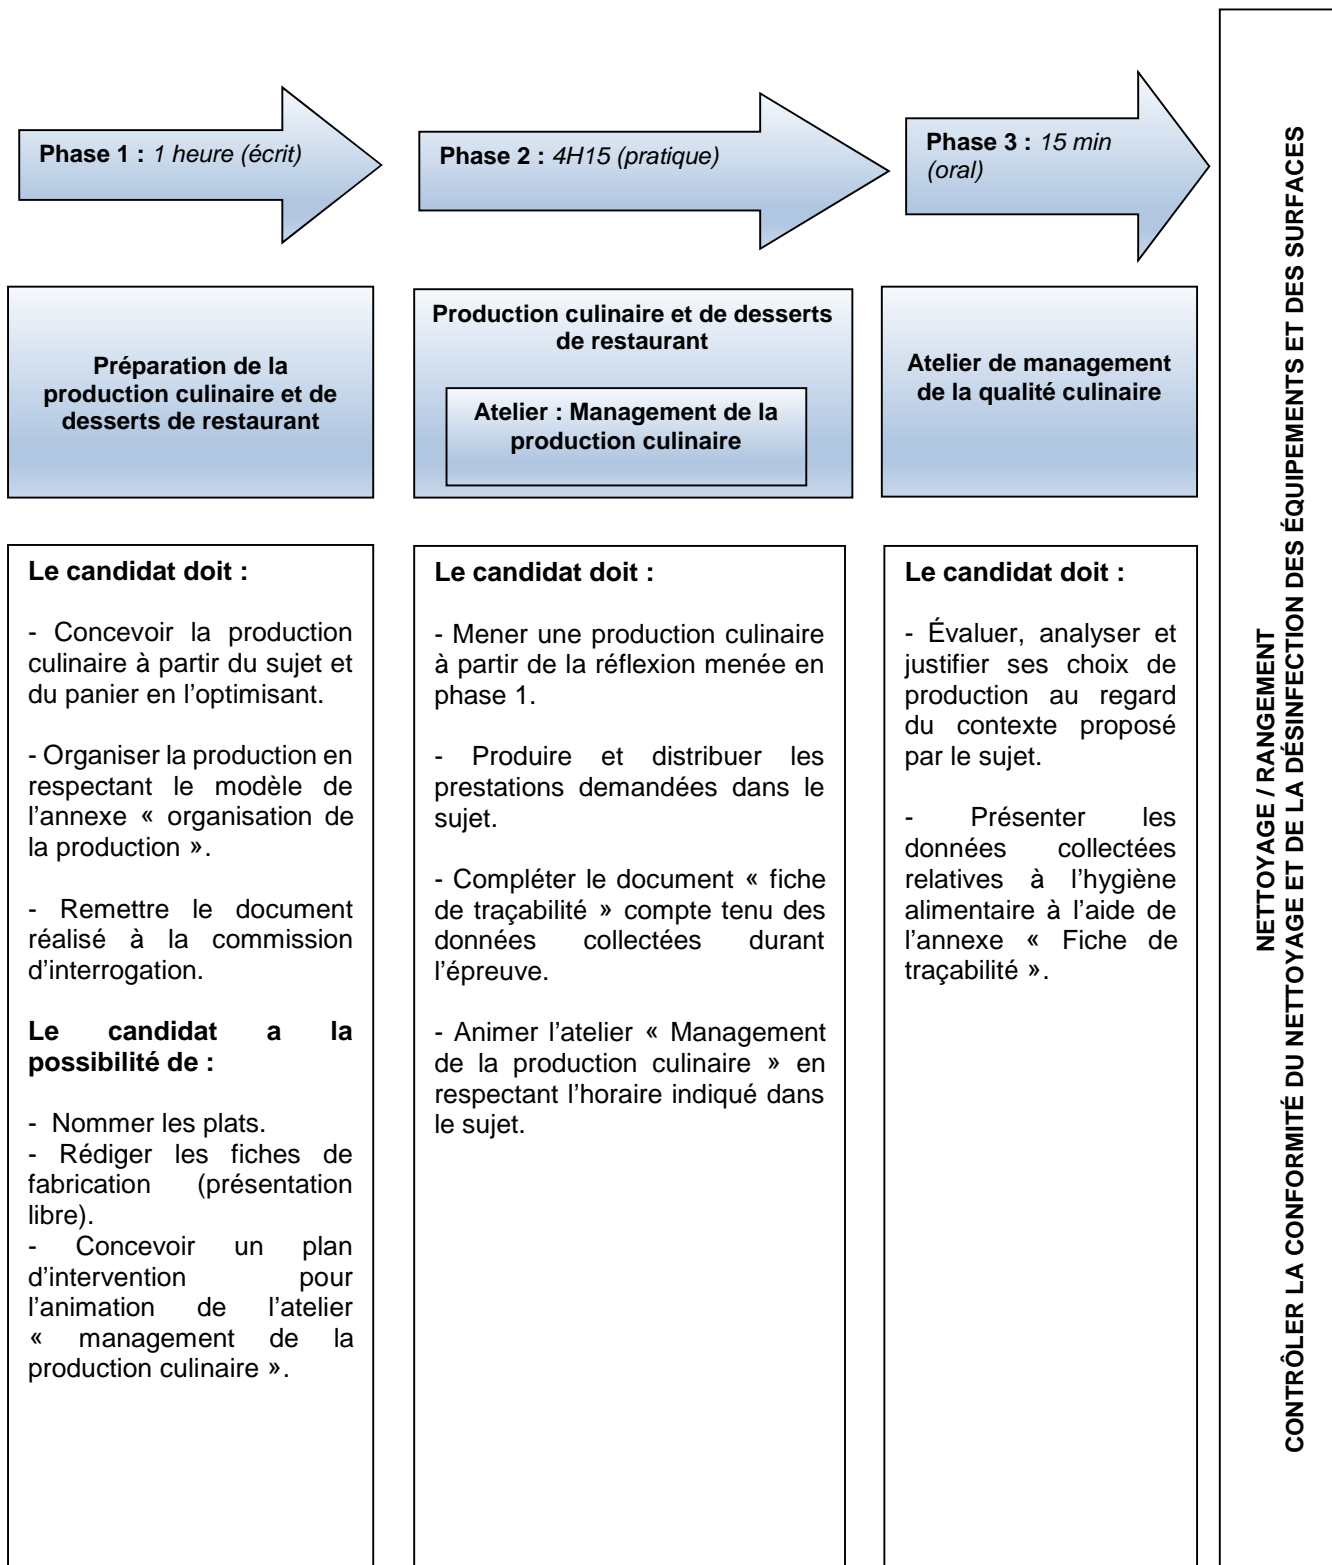 Phase 1 : 1 heure (écrit)
Phase 2 : 4H15 (pratique)
Phase 3 : 15 min
(oral)
Préparation de la
production culinaire et de
desserts de restaurant
Production culinaire et de desserts
de restaurant
Atelier : Management de la
production culinaire
Atelier de management
de la qualité culinaire
Le candidat doit :
- Concevoir la production
culinaire à partir du sujet et
du panier en l’optimisant.
- Organiser la production en
respectant le modèle de
l’annexe « organisation de
la production ».
- Remettre le document
réalisé à la commission
d’interrogation.
Le candidat a la
possibilité de :
- Nommer les plats.
- Rédiger les fiches de
fabrication (présentation
libre).
- Concevoir un plan
d’intervention pour
l’animation de l’atelier
« management de la
production culinaire ».
Le candidat doit :
- Mener une production culinaire
à partir de la réflexion menée en
phase 1.
- Produire et distribuer les
prestations demandées dans le
sujet.
- Compléter le document « fiche
de traçabilité » compte tenu des
données collectées durant
l’épreuve.
- Animer l’atelier « Management
de la production culinaire » en
respectant l’horaire indiqué dans
le sujet.
Le candidat doit :
- Évaluer, analyser et
justifier ses choix de
production au regard
du contexte proposé
par le sujet.
- Présenter les
données collectées
relatives à l’hygiène
alimentaire à l’aide de
l’annexe « Fiche de
traçabilité ».
NETTOYAGE / RANGEMENT
CONTRÔLER LA CONFORMITÉ DU NETTOYAGE ET DE LA DÉSINFECTION DES ÉQUIPEMENTS ET DES SURFACES